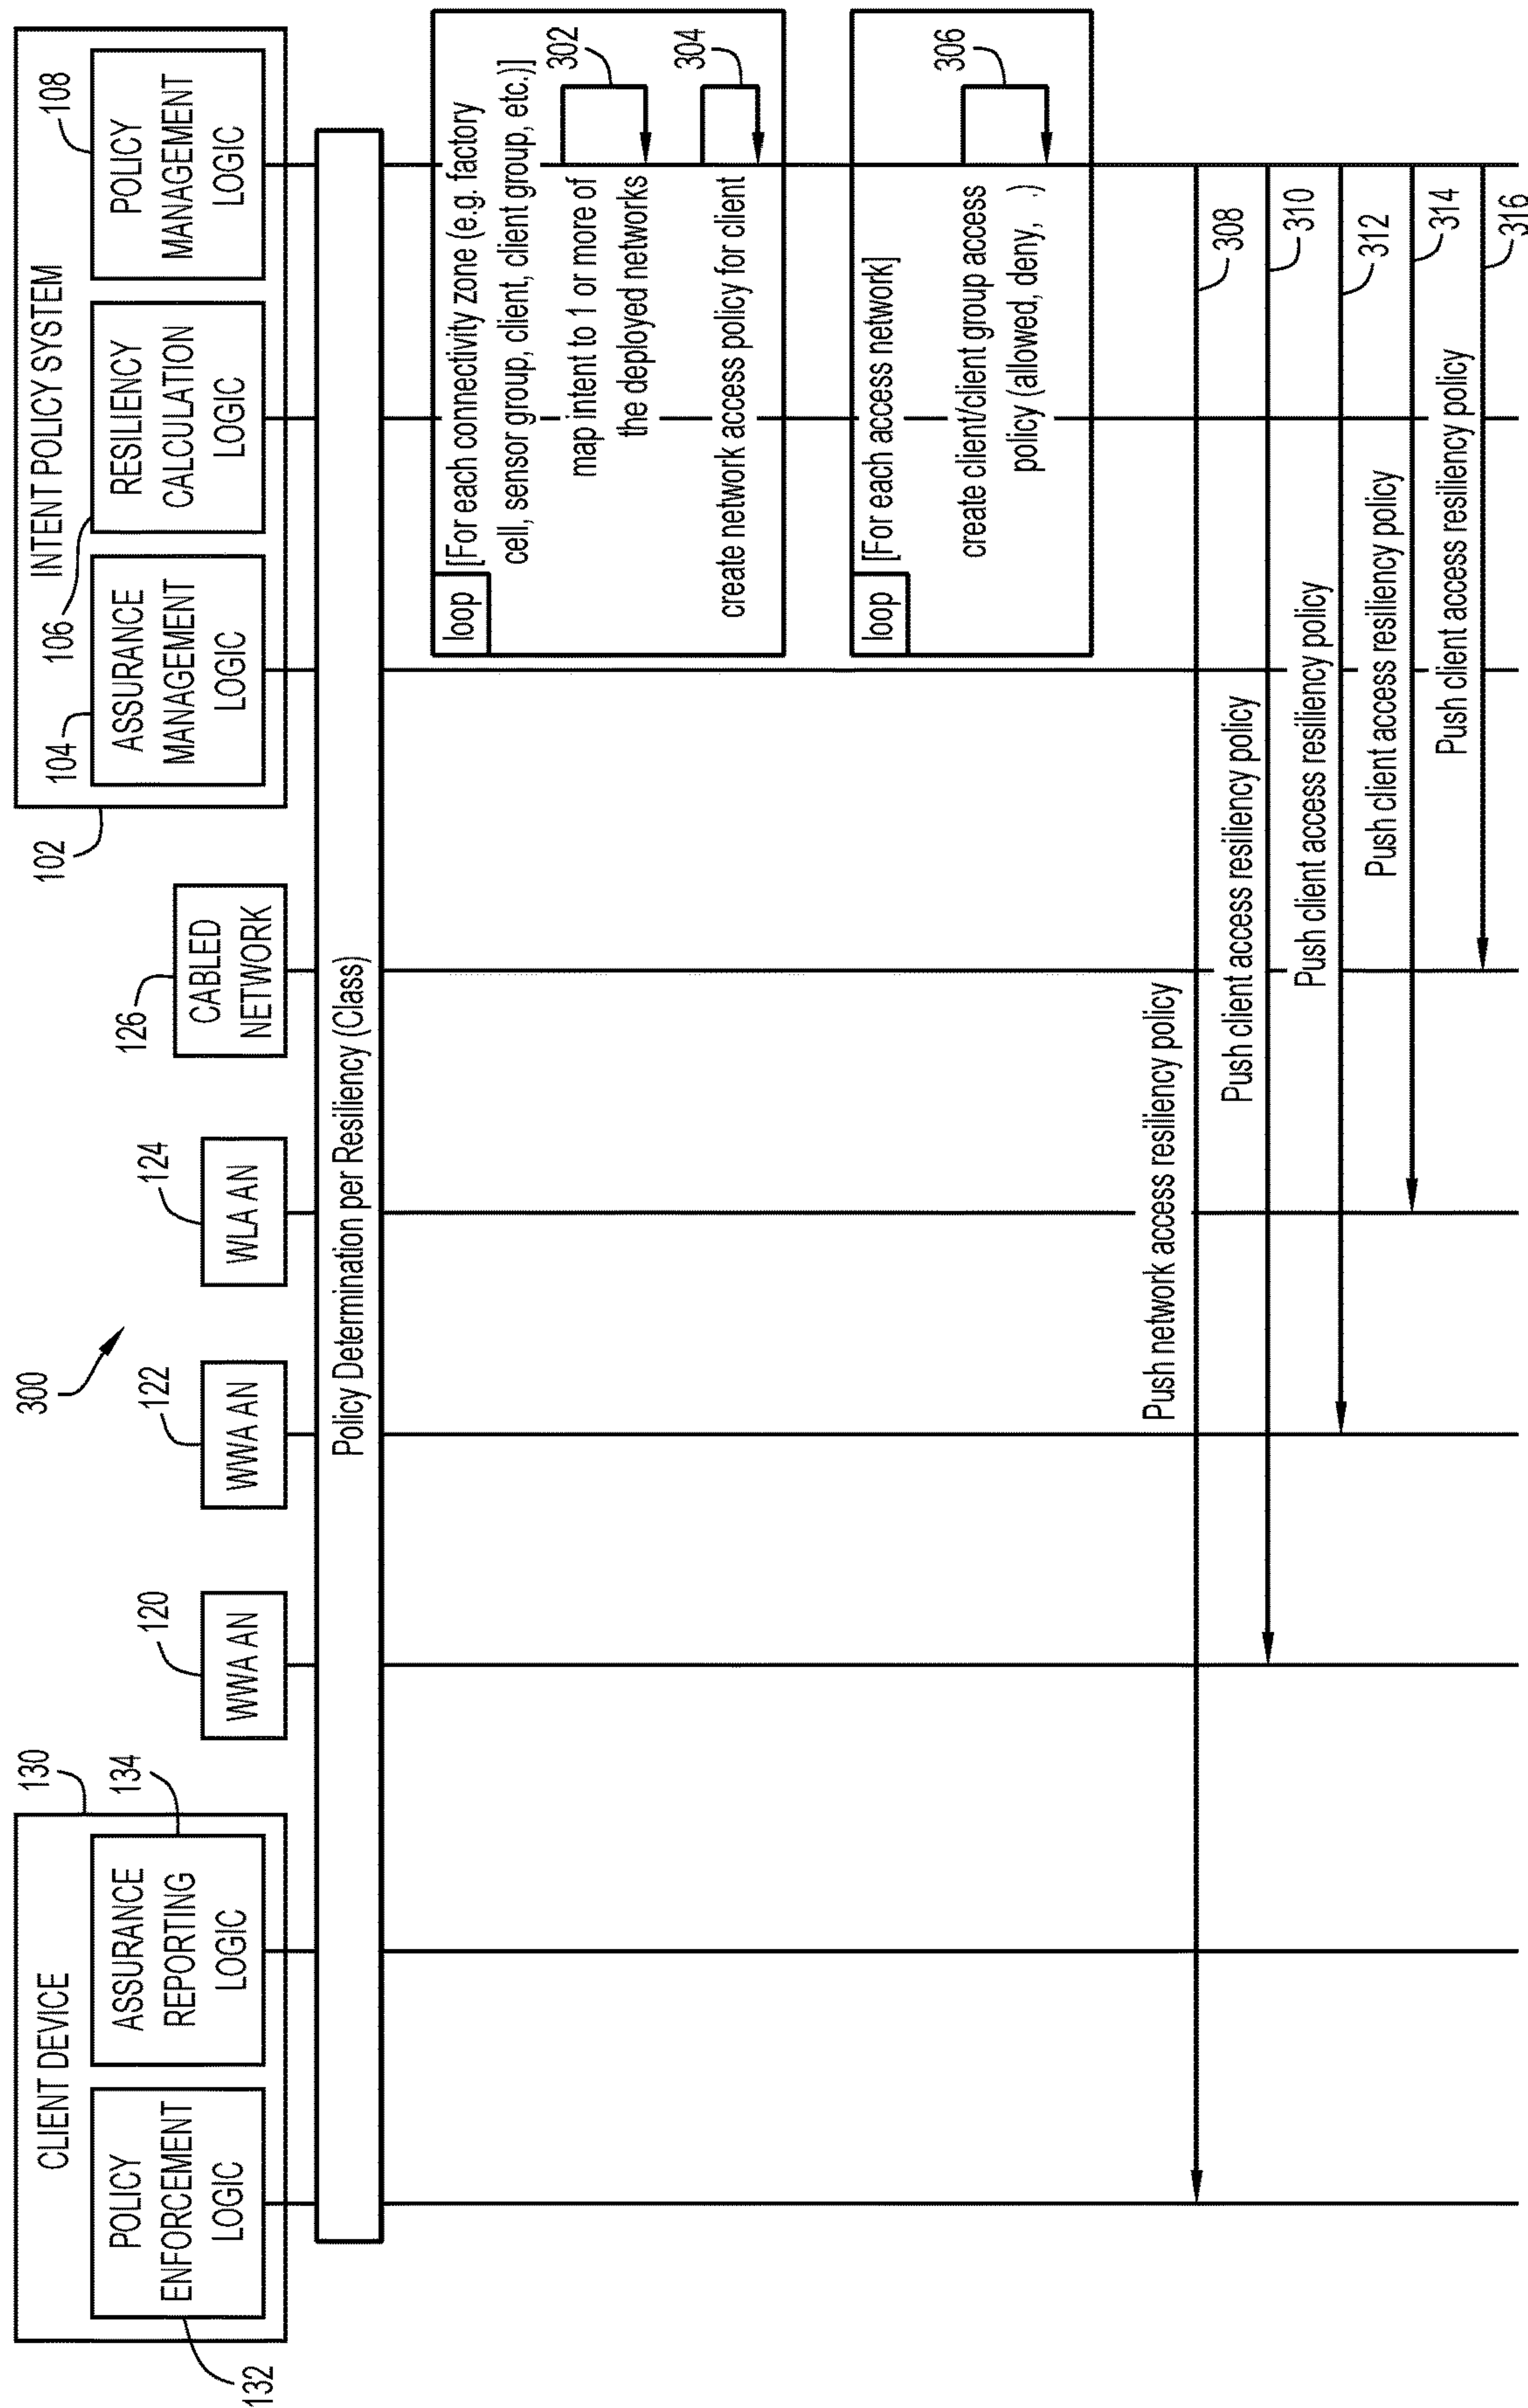 300
CLIENT DEVICE
130
POLICY
ENFORCEMENT
LOGIC
132
ASSURANCE
REPORTING
LOGIC
134
WWA AN
120
WWA AN
122
WLA AN
124
CABLED
NETWORK
126
INTENT POLICY SYSTEM
102
ASSURANCE
MANAGEMENT
LOGIC
104
RESILIENCY
CALCULATION
LOGIC
106
POLICY
MANAGEMENT
LOGIC
108
Policy Determination per Resiliency (Class)
loop
[For each connectivity zone (e.g. factory
cell, sensor group, client, client group, etc.)]
map intent to 1 or more of
the deployed networks
302
create network access policy for client
304
loop
[For each access network]
create client/client group access
policy (allowed, deny, .)
306
Push network access resiliency policy
308
Push client access resiliency policy
310
Push client access resiliency policy
312
Push client access resiliency policy
314
Push client access resiliency policy
316